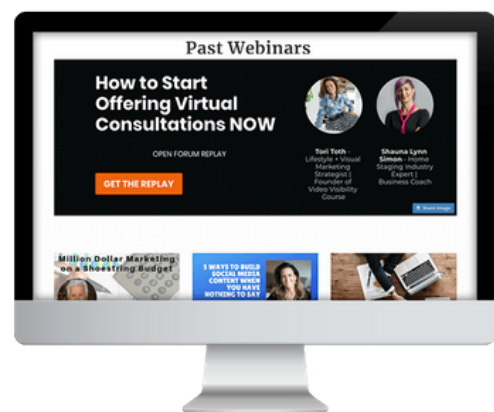 Past Webinars
How to Start
Offering Virtual
Consultations NOW
OPEN FORUM REPLAY
GET THE REPLAY
Tori Toth -
Lifestyle + Visual
Marketing
Strategist |
Founder of
Video Visibility
Course
Shauna Lynn
Simon - Home
Staging Industry
Expert |
Business Coach
Share Image
Million Dollar Marketing
on a Shoestring Budget
5 WAYS TO BUILD
SOCIAL MEDIA
CONTENT WHEN
YOU HAVE
NOTHING TO SAY